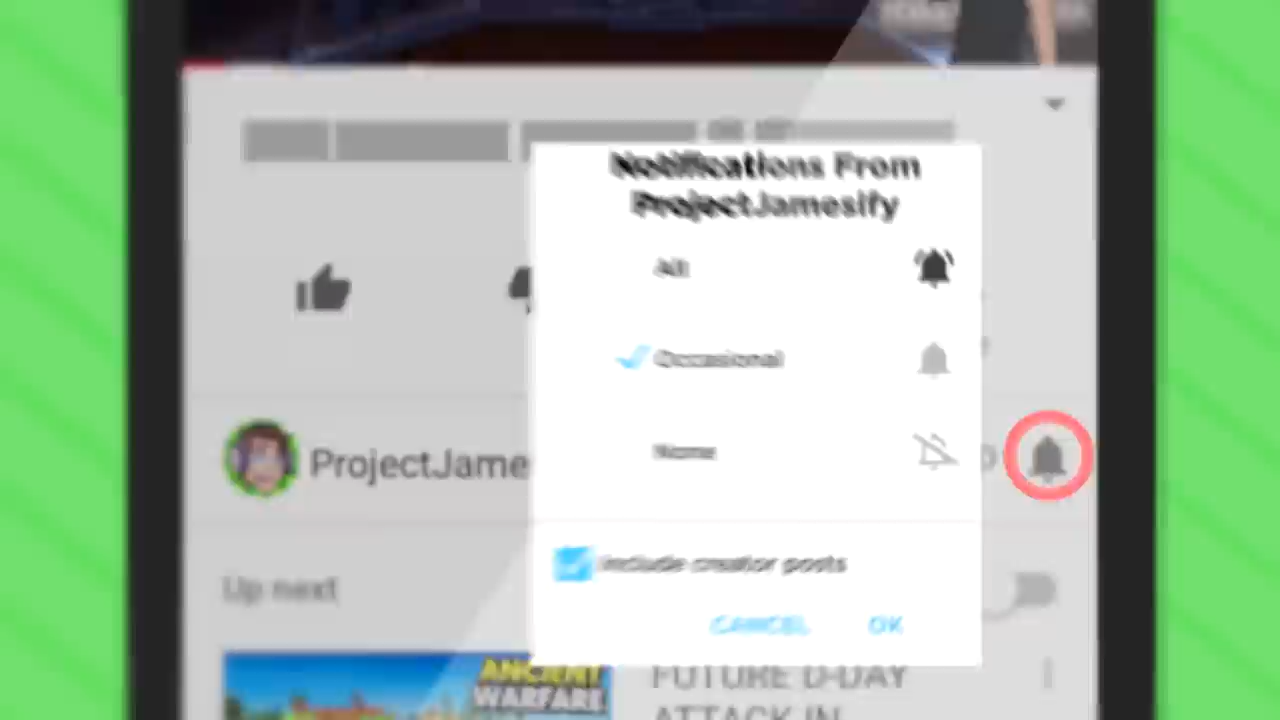 Notifications From
ProjectJamesify
All
Occasional
None
ProjectJame
include creator posts
Up next
CANCEL OK
ANCIENT
WARFARE
FUTURE D-DAY
ATTACK IN